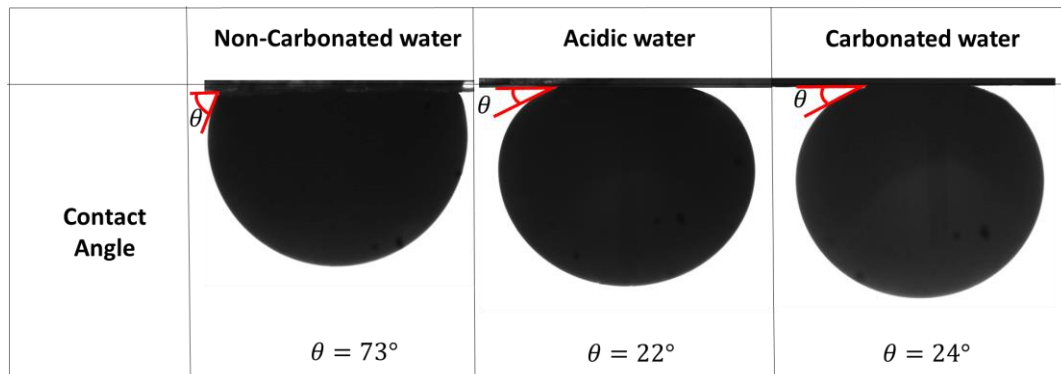 Non-Carbonated water
Acidic water
Carbonated water
θ
θ
θ
Contact
Angle
θ = 73°
θ = 22°
θ = 24°